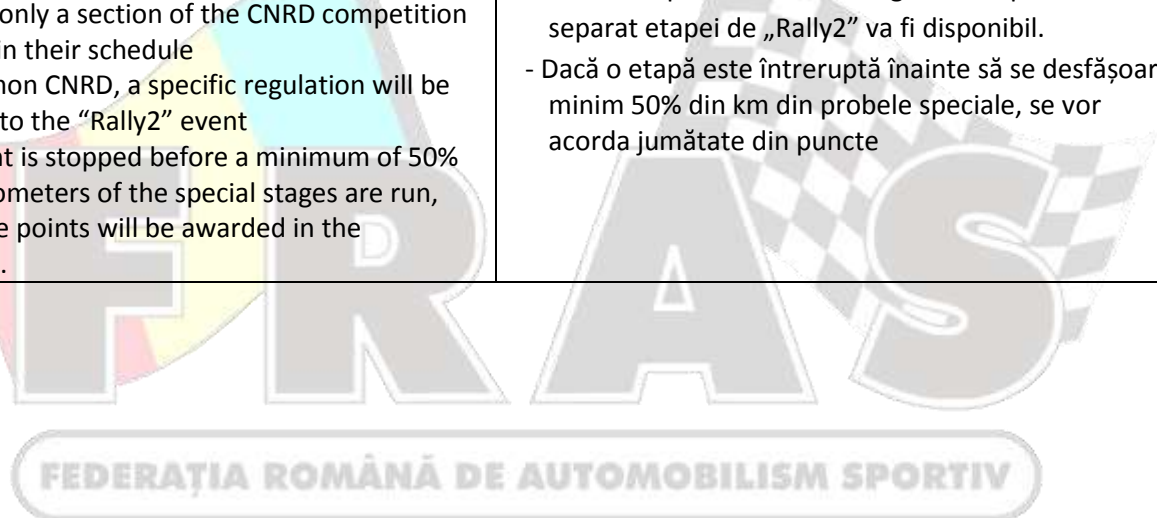 only a section of the CNRD competition
in their schedule
non CNRD, a specific regulation will be
to the “Rally2” event
is stopped before a minimum of 50%
of the special stages are run,
points will be awarded in the
.
separat etapei de „Rally2” va fi disponibil.
- Dacă o etapă este întreruptă înainte să se
minim 50% din km din probele speciale, se vor
acorda jumătate din puncte
FRAS
FEDERAȚIA ROMÂNĂ DE AUTOMOBILISM SPORTIV